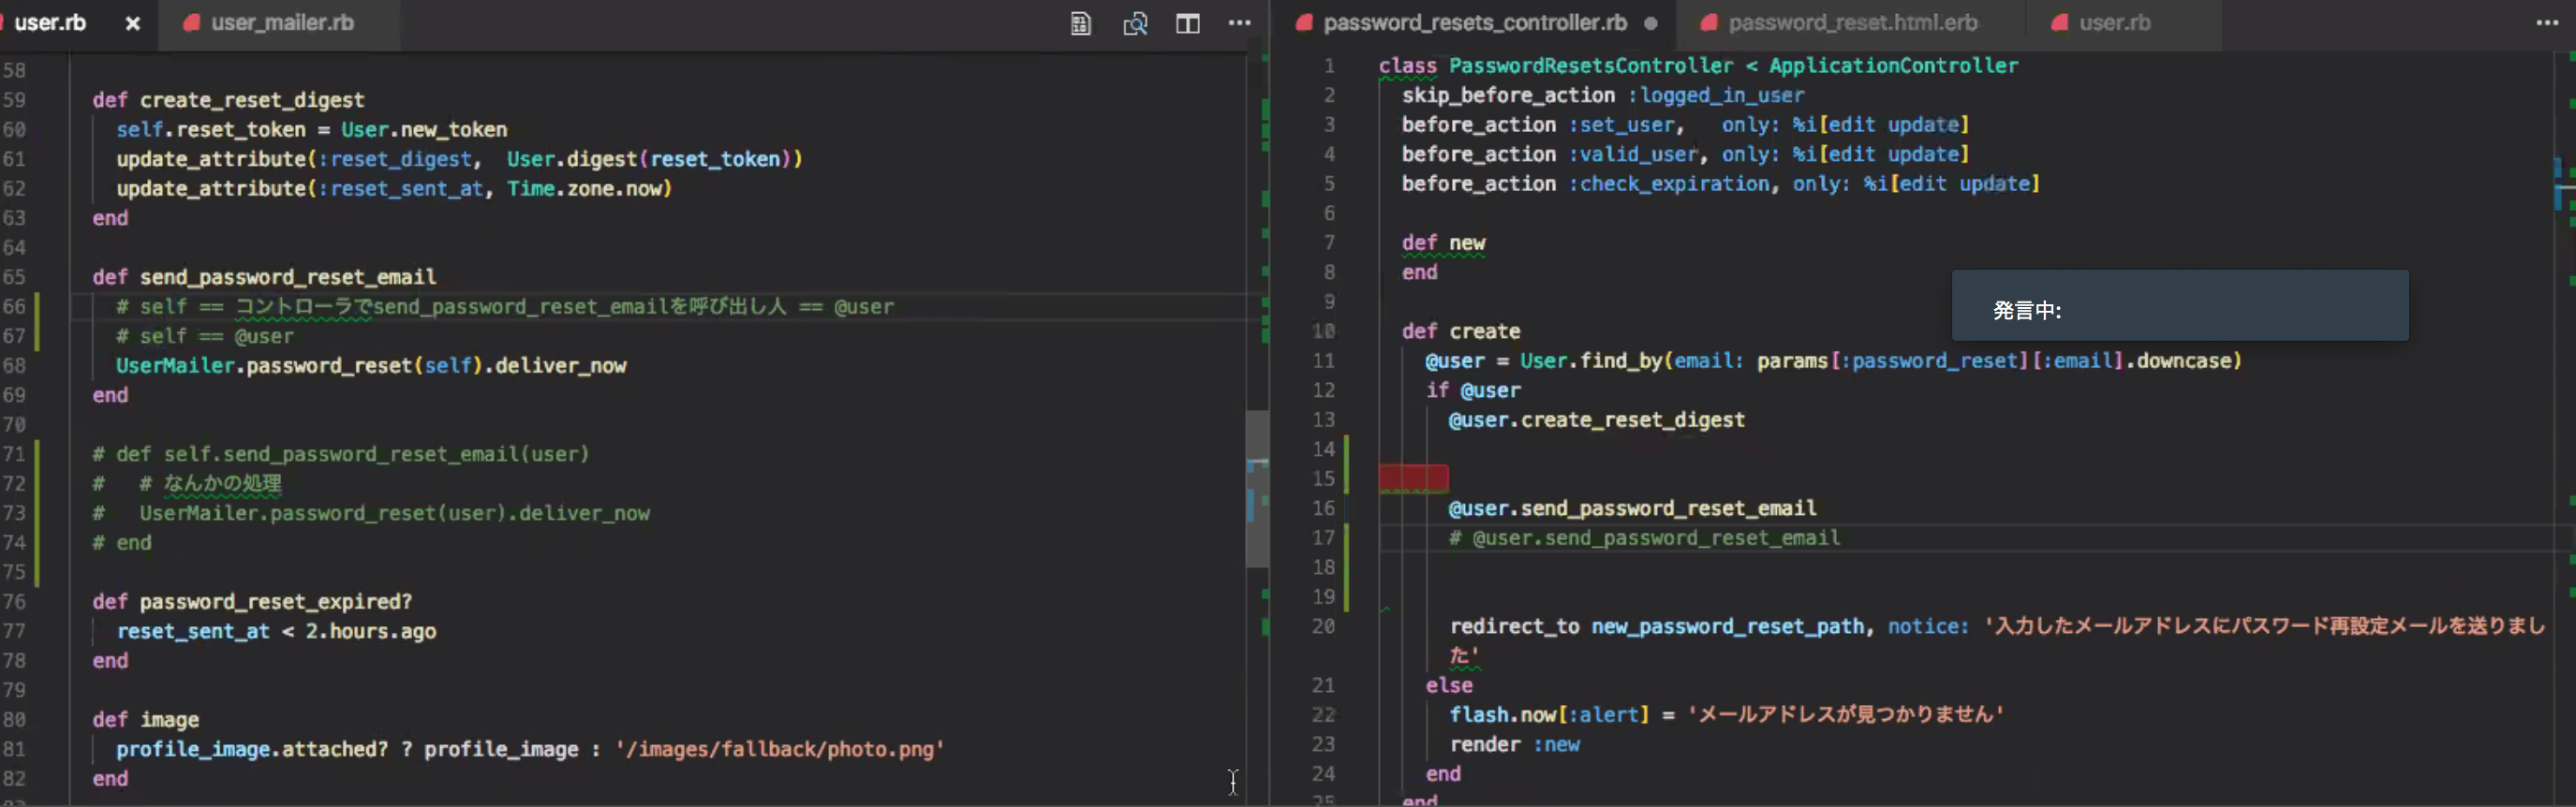 user.rb
user_mailer.rb
58
59 def create_reset_digest
60 self.reset_token = User.new_token
61 update_attribute(:reset_digest, User.digest(reset_token))
62 update_attribute(:reset_sent_at, Time.zone.now)
63 end
64
65 def send_password_reset_email
66 # self == コントローラでsend_password_reset_emailを呼び出し人 == @user
67 # self == @user
68 UserMailer.password_reset(self).deliver_now
69 end
70
71 # def self.send_password_reset_email(user)
72 # # なんかの処理
73 # UserMailer.password_reset(user).deliver_now
74 # end
75
76 def password_reset_expired?
77 reset_sent_at < 2.hours.ago
78 end
79
80 def image
81 profile_image.attached? ? profile_image : '/images/fallback/photo.png'
82 end
password_resets_controller.rb
password_reset.html.erb
user.rb
1 class PasswordResetsController < ApplicationController
2 skip_before_action :logged_in_user
3 before_action :set_user, only: %i[edit update]
4 before_action :valid_user, only: %i[edit update]
5 before_action :check_expiration, only: %i[edit update]
6
7 def new
8 end
9
10 def create
11 @user = User.find_by(email: params[:password_reset][:email].downcase)
12 if @user
13 @user.create_reset_digest
14
15
16 @user.send_password_reset_email
17 # @user.send_password_reset_email
18
19
20 redirect_to new_password_reset_path, notice: '入力したメールアドレスにパスワード再設定メールを送りまし
た'
21 else
22 flash.now[:alert] = 'メールアドレスが見つかりません'
23 render :new
24 end
25 end
発言中: